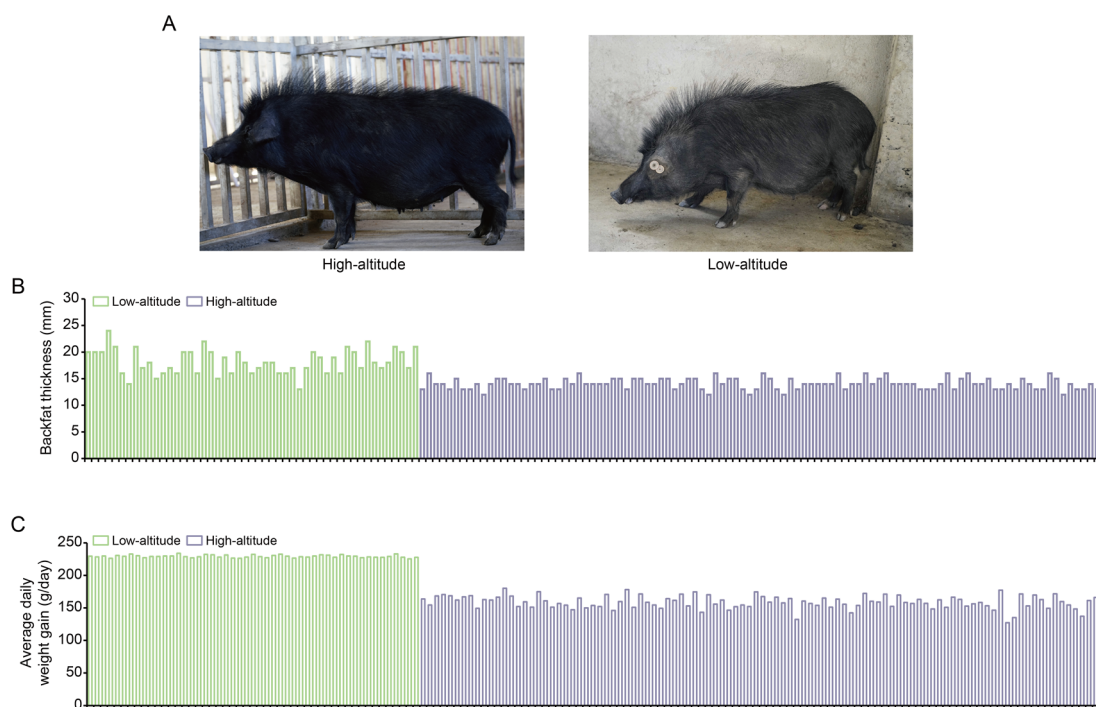 A
High-altitude
Low-altitude
B
Backfat thickness (mm)
30
25
20
15
10
5
0
Low-altitude
High-altitude
C
Average daily
weight gain (g/day)
250
200
150
100
50
0
Low-altitude
High-altitude